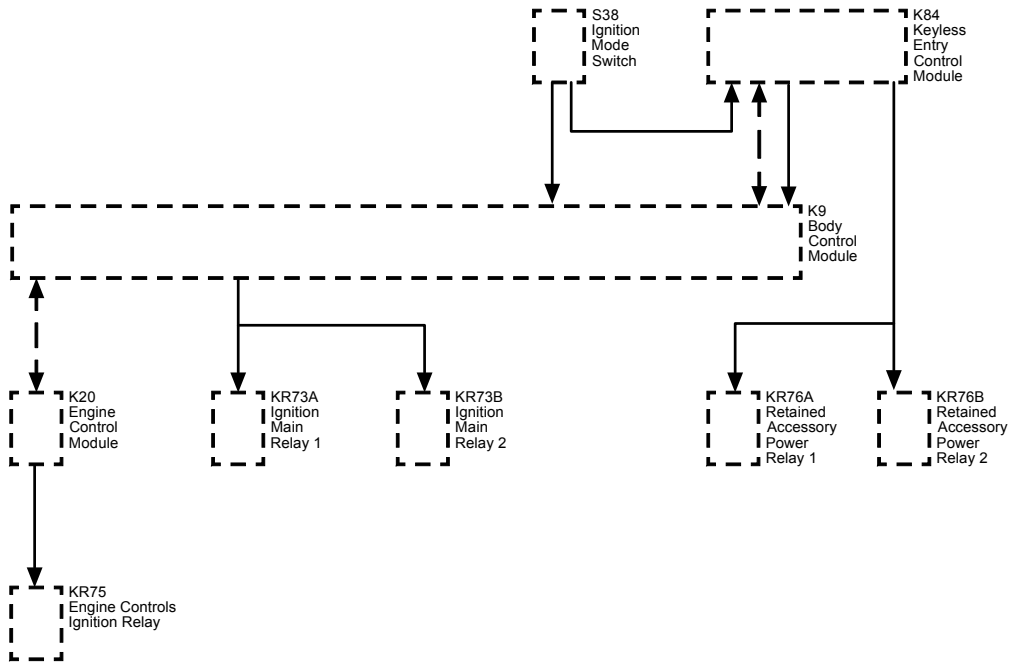 S38
Ignition
Mode
Switch
K84
Keyless
Entry
Control
Module
K9
Body
Control
Module
K20
Engine
Control
Module
KR73A
Ignition
Main
Relay 1
KR73B
Ignition
Main
Relay 2
KR76A
Retained
Accessory
Power
Relay 1
KR76B
Retained
Accessory
Power
Relay 2
KR75
Engine Controls
Ignition Relay